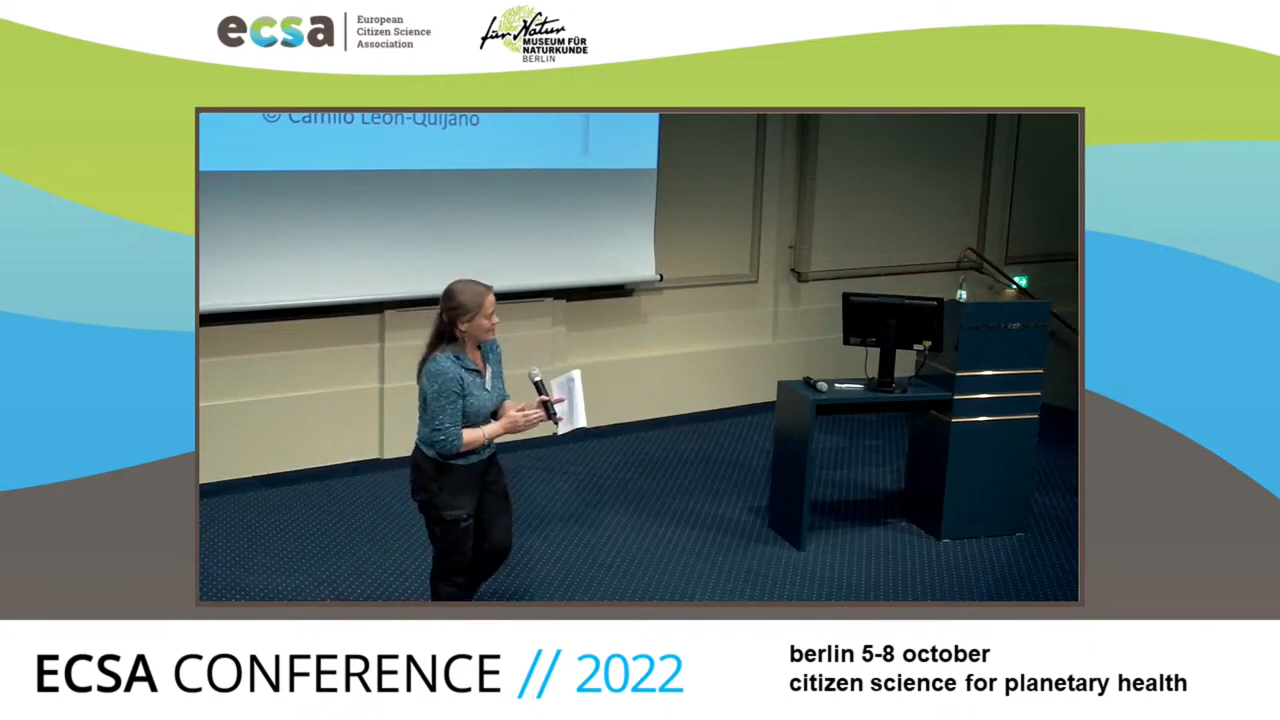 ecsa
European
Citizen Science
Association
für Natur
MUSEUM FÜR
NATURKUNDE
BERLIN
© Camilo León-Quijano
ECSA CONFERENCE // 2022
berlin 5-8 october
citizen science for planetary health